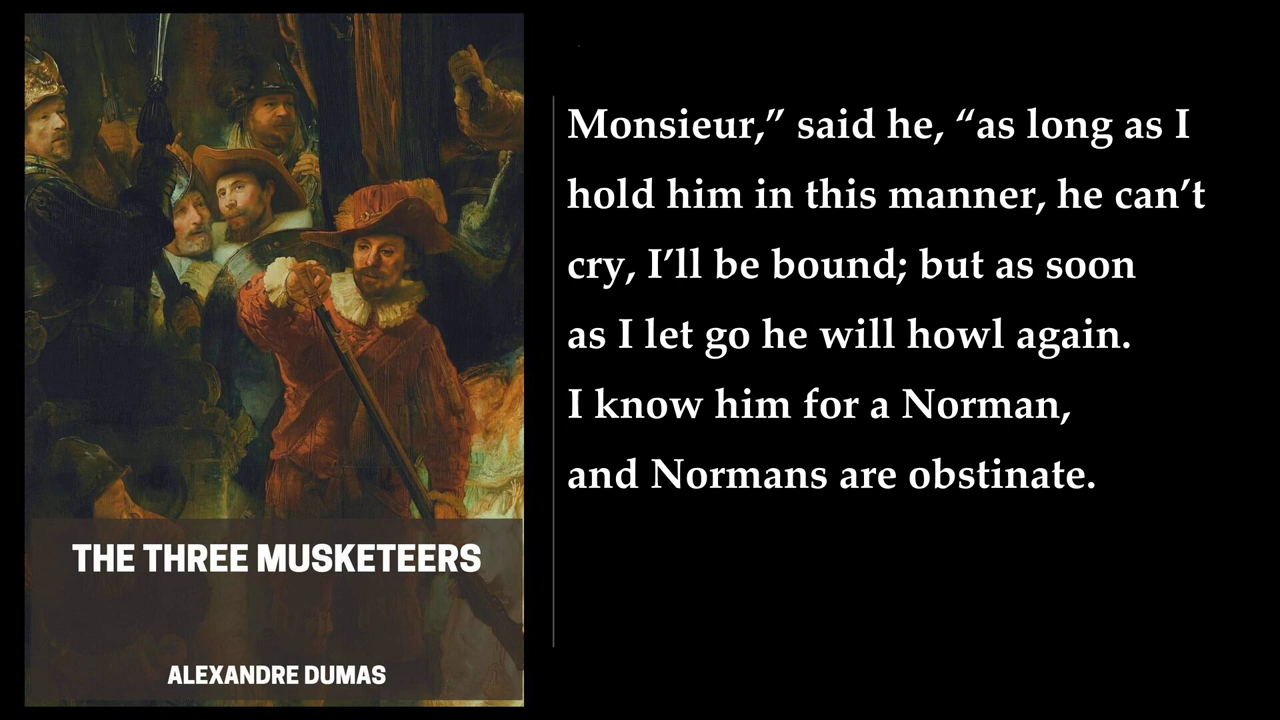 THE THREE MUSKETEERS
ALEXANDRE DUMAS
Monsieur,” said he, “as long as I
hold him in this manner, he can’t
cry, I’ll be bound; but as soon
as I let go he will howl again.
I know him for a Norman,
and Normans are obstinate.